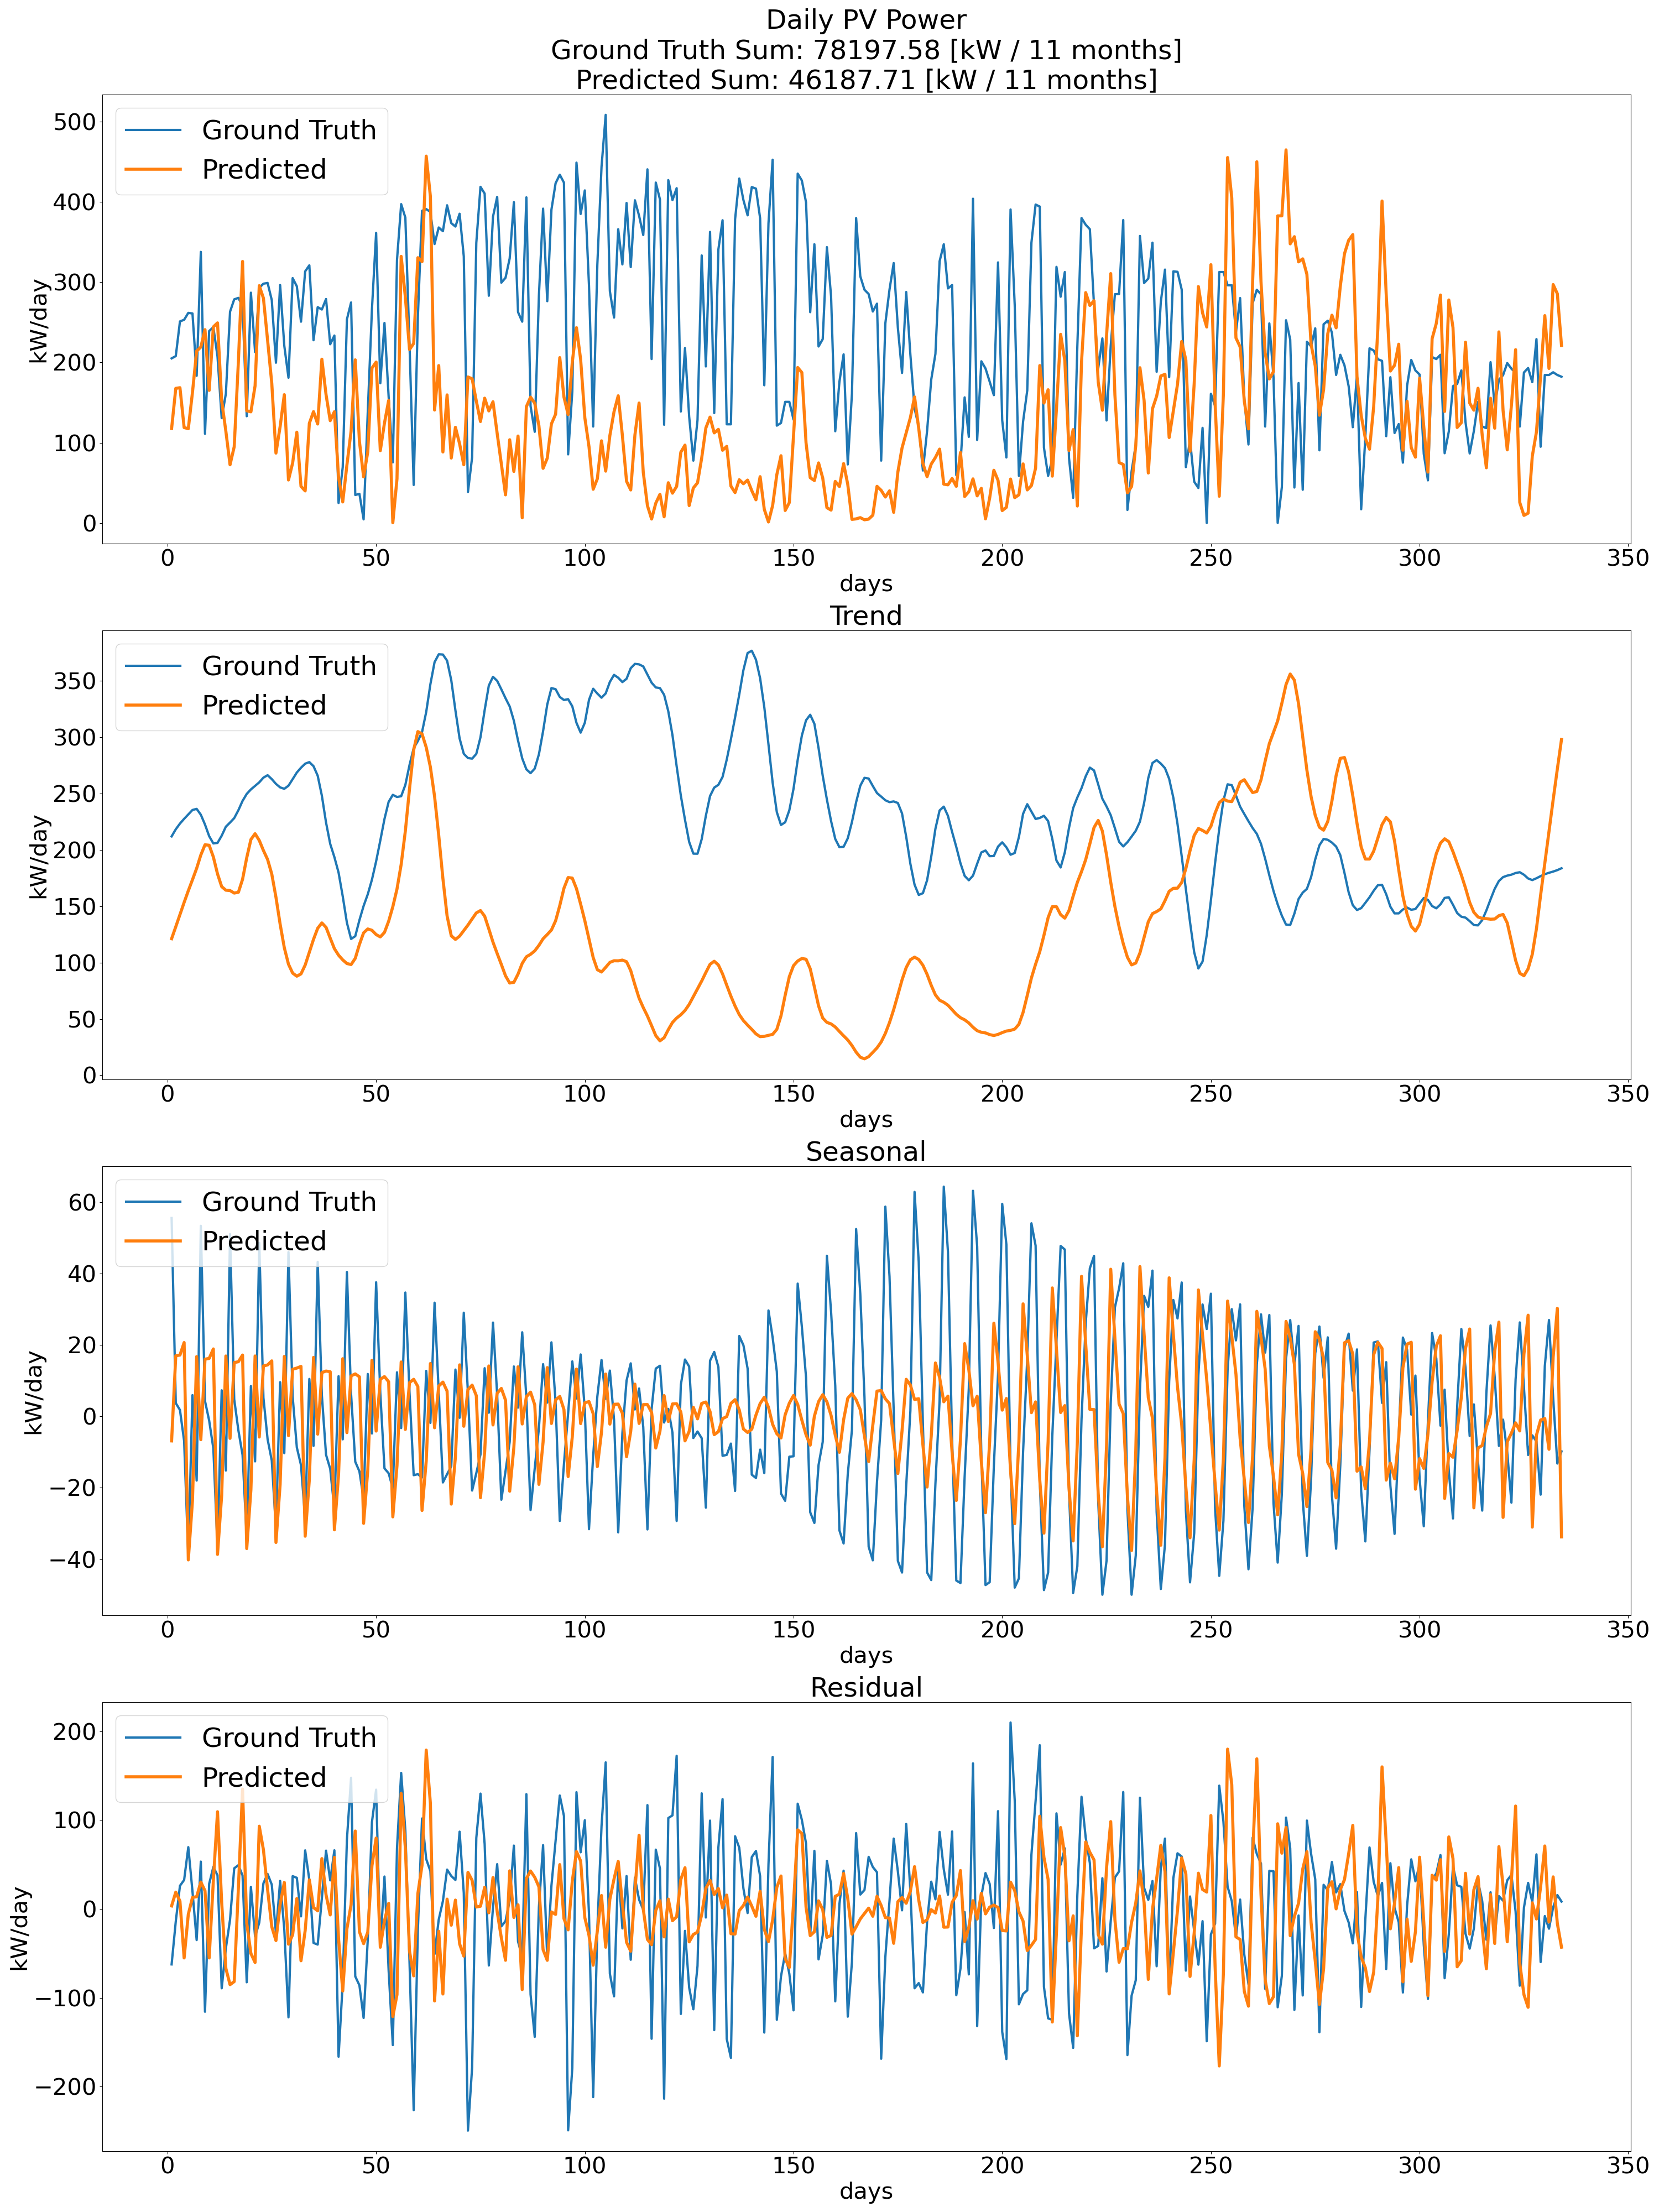 Daily PV Power
Ground Truth Sum: 78197.58 [kW / 11 months]
Predicted Sum: 46187.71 [kW / 11 months]
Ground Truth
Predicted
kW/day
500
400
300
200
100
0
0 50 100 150 200 250 300 350
days
Trend
Ground Truth
Predicted
kW/day
350
300
250
200
150
100
50
0
0 50 100 150 200 250 300 350
days
Seasonal
Ground Truth
Predicted
kW/day
60
40
20
0
−20
−40
0 50 100 150 200 250 300 350
days
Residual
Ground Truth
Predicted
kW/day
200
100
0
−100
−200
0 50 100 150 200 250 300 350
days